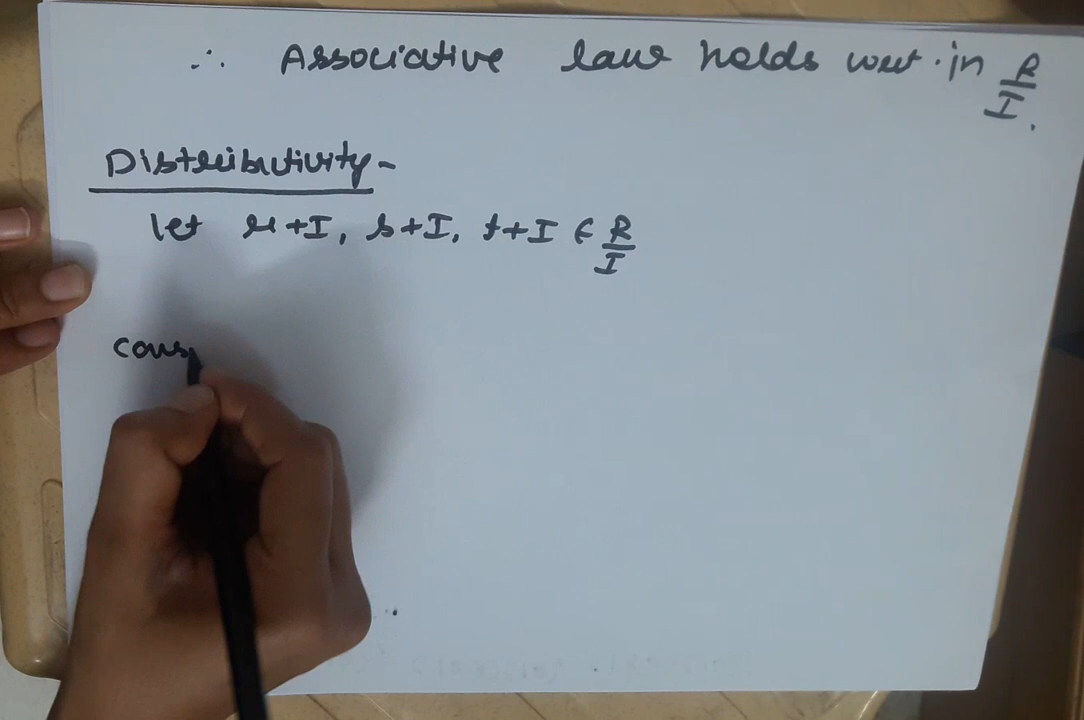 ∴ Associative law holds wrt · in R/I.
Distributivity -
let r+I, s+I, t+I ∈ R/I
cons